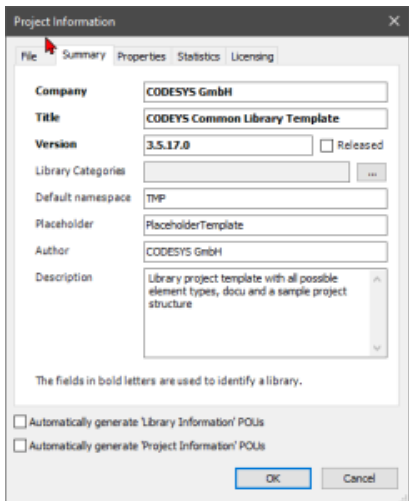 Project Information
File Summary Properties Statistics Licensing
Company CODESYS GmbH
Title CODEYS Common Library Template
Version 3.5.17.0 Released
Library Categories ...
Default namespace TMP
Placeholder PlaceholderTemplate
Author CODESYS GmbH
Description Library project template with all possible
element types, docu and a sample project
structure
The fields in bold letters are used to identify a library.
Automatically generate 'Library Information' POUs
Automatically generate 'Project Information' POUs
OK Cancel